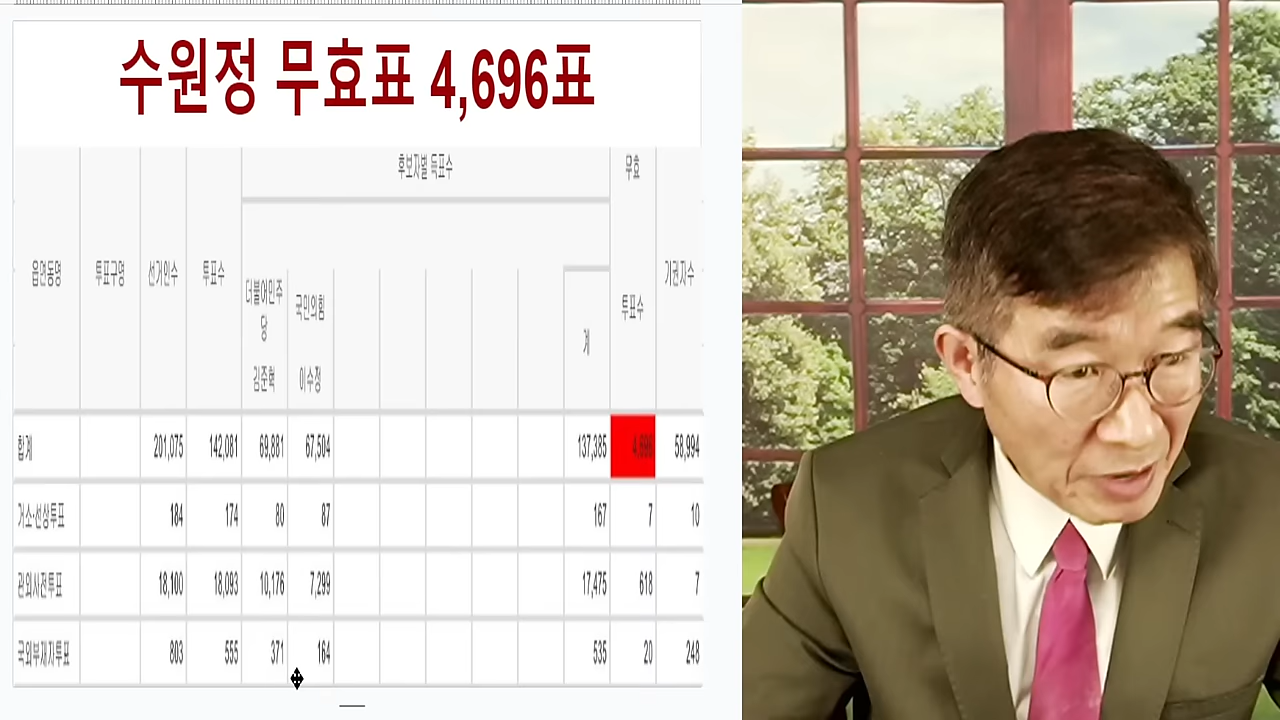 수원정 무효표 4,696표
후보자별 득표수 무효
읍면동명 투표구명 선거인수 투표수 더불어민주당 김준혁 국민의힘 이수정 계 투표수 기권자수
합계 201,075 142,081 69,881 67,504 137,385 4,696 58,994
거소·선상투표 184 174 80 87 167 7 10
관외사전투표 18,100 18,093 10,176 7,299 17,475 618 7
국외부재자투표 803 555 371 164 535 20 248